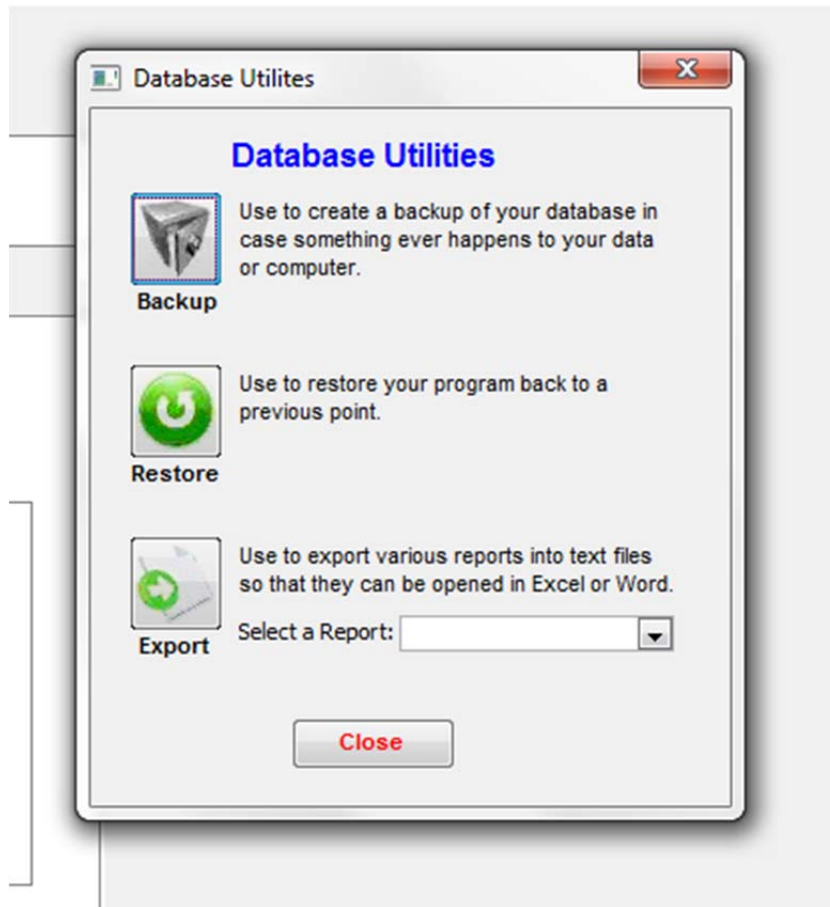 Database Utilites
Database Utilities
Use to create a backup of your database in
case something ever happens to your data
or computer.
Backup
Use to restore your program back to a
previous point.
Restore
Use to export various reports into text files
so that they can be opened in Excel or Word.
Select a Report:
Export
Close